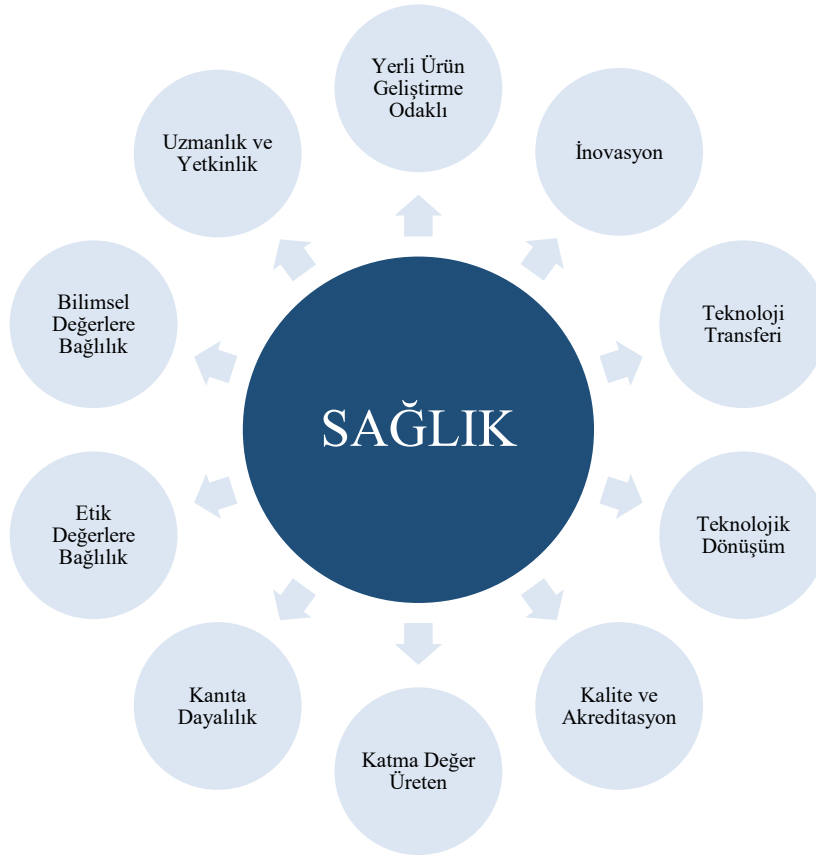 Yerli Ürün
Geliştirme
Odaklı
İnovasyon
Teknoloji
Transferi
Teknolojik
Dönüşüm
Kalite ve
Akreditasyon
Katma Değer
Üreten
Kanıta
Dayalılık
Etik
Değerlere
Bağlılık
Bilimsel
Değerlere
Bağlılık
Uzmanlık ve
Yetkinlik
SAĞLIK